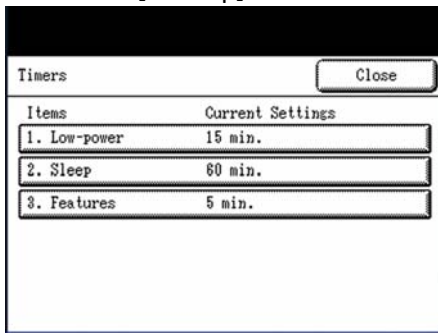 Timers Close
Items Current Settings
1. Low-power 15 min.
2. Sleep 60 min.
3. Features 5 min.